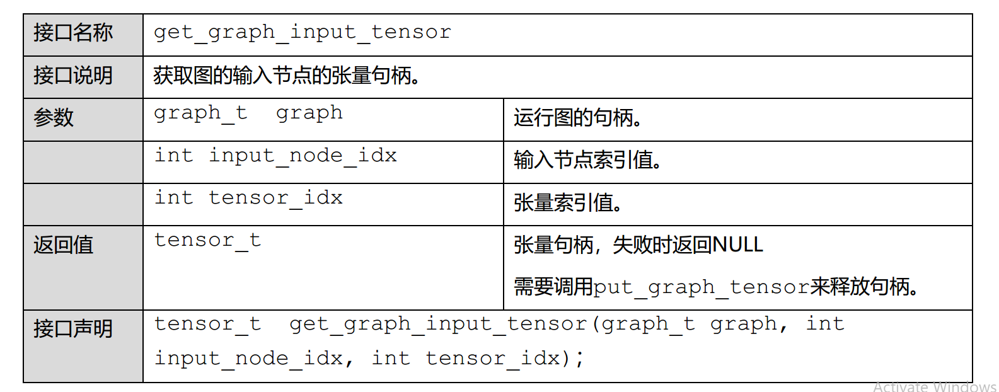 接口名称 get_graph_input_tensor
接口说明 获取图的输入节点的张量句柄。
参数 graph_t graph 运行图的句柄。
int input_node_idx 输入节点索引值。
int tensor_idx 张量索引值。
返回值 tensor_t 张量句柄，失败时返回NULL
需要调用put_graph_tensor来释放句柄。
接口声明 tensor_t get_graph_input_tensor(graph_t graph, int
input_node_idx, int tensor_idx);
Activate Windows